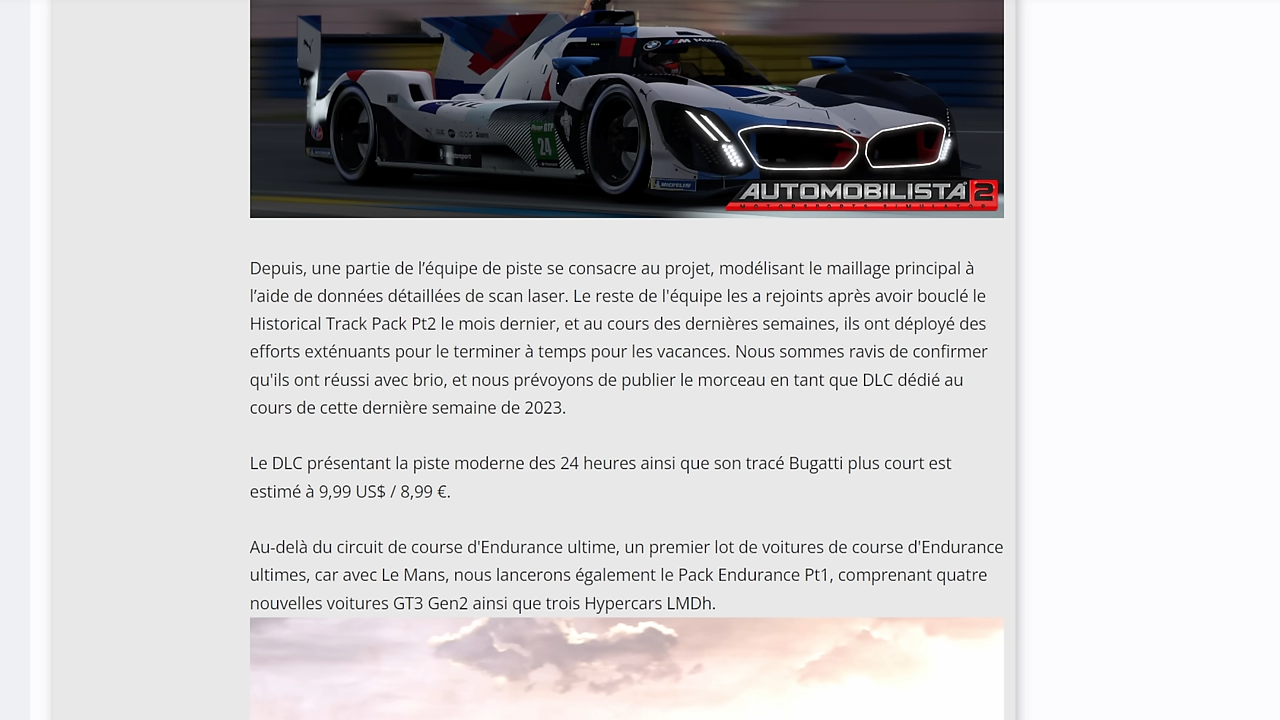 24
MICHELIN
AUTOMOBILISTA 2
MOTORSPORTS SIMULATOR
Depuis, une partie de l’équipe de piste se consacre au projet, modélisant le maillage principal à
l’aide de données détaillées de scan laser. Le reste de l'équipe les a rejoints après avoir bouclé le
Historical Track Pack Pt2 le mois dernier, et au cours des dernières semaines, ils ont déployé des
efforts exténuants pour le terminer à temps pour les vacances. Nous sommes ravis de confirmer
qu'ils ont réussi avec brio, et nous prévoyons de publier le morceau en tant que DLC dédié au
cours de cette dernière semaine de 2023.
Le DLC présentant la piste moderne des 24 heures ainsi que son tracé Bugatti plus court est
estimé à 9,99 US$ / 8,99 €.
Au-delà du circuit de course d'Endurance ultime, un premier lot de voitures de course d'Endurance
ultimes, car avec Le Mans, nous lancerons également le Pack Endurance Pt1, comprenant quatre
nouvelles voitures GT3 Gen2 ainsi que trois Hypercars LMDh.